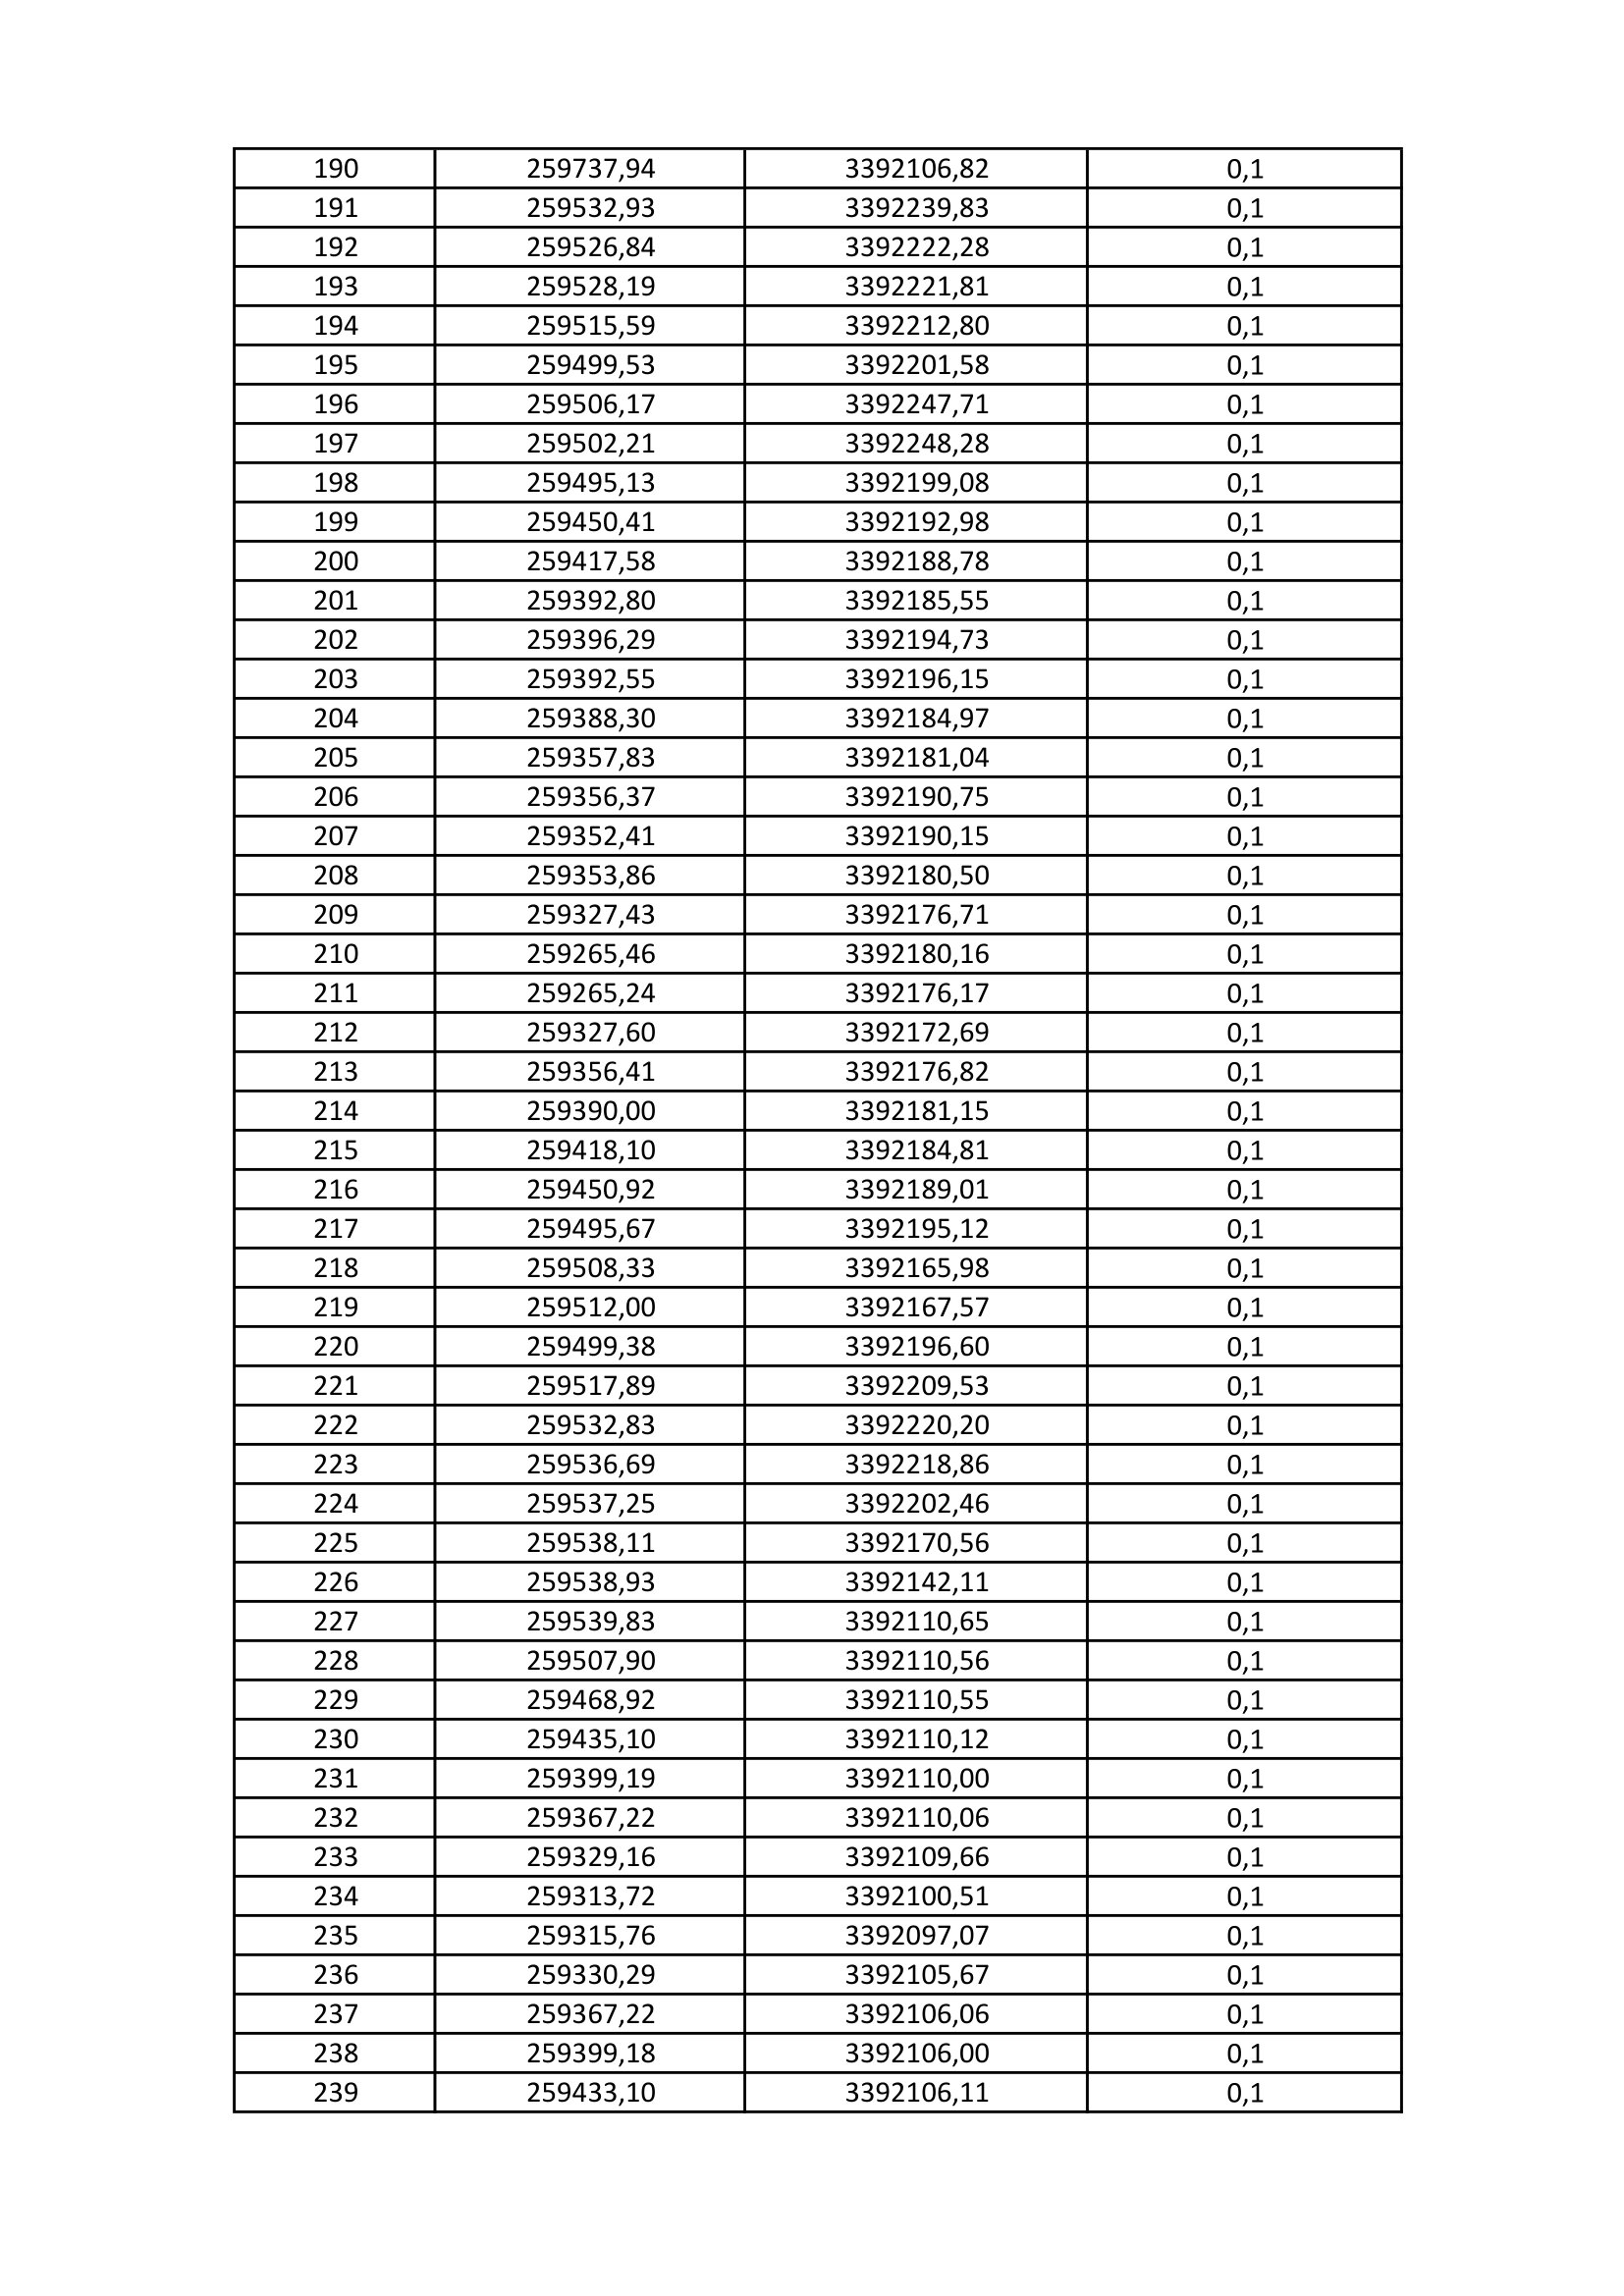 190 259737,94 3392106,82 0,1
191 259532,93 3392239,83 0,1
192 259526,84 3392222,28 0,1
193 259528,19 3392221,81 0,1
194 259515,59 3392212,80 0,1
195 259499,53 3392201,58 0,1
196 259506,17 3392247,71 0,1
197 259502,21 3392248,28 0,1
198 259495,13 3392199,08 0,1
199 259450,41 3392192,98 0,1
200 259417,58 3392188,78 0,1
201 259392,80 3392185,55 0,1
202 259396,29 3392194,73 0,1
203 259392,55 3392196,15 0,1
204 259388,30 3392184,97 0,1
205 259357,83 3392181,04 0,1
206 259356,37 3392190,75 0,1
207 259352,41 3392190,15 0,1
208 259353,86 3392180,50 0,1
209 259327,43 3392176,71 0,1
210 259265,46 3392180,16 0,1
211 259265,24 3392176,17 0,1
212 259327,60 3392172,69 0,1
213 259356,41 3392176,82 0,1
214 259390,00 3392181,15 0,1
215 259418,10 3392184,81 0,1
216 259450,92 3392189,01 0,1
217 259495,67 3392195,12 0,1
218 259508,33 3392165,98 0,1
219 259512,00 3392167,57 0,1
220 259499,38 3392196,60 0,1
221 259517,89 3392209,53 0,1
222 259532,83 3392220,20 0,1
223 259536,69 3392218,86 0,1
224 259537,25 3392202,46 0,1
225 259538,11 3392170,56 0,1
226 259538,93 3392142,11 0,1
227 259539,83 3392110,65 0,1
228 259507,90 3392110,56 0,1
229 259468,92 3392110,55 0,1
230 259435,10 3392110,12 0,1
231 259399,19 3392110,00 0,1
232 259367,22 3392110,06 0,1
233 259329,16 3392109,66 0,1
234 259313,72 3392100,51 0,1
235 259315,76 3392097,07 0,1
236 259330,29 3392105,67 0,1
237 259367,22 3392106,06 0,1
238 259399,18 3392106,00 0,1
239 259433,10 3392106,11 0,1